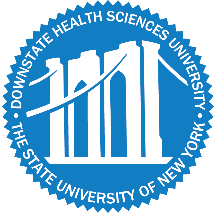 • DOWNSTATE HEALTH SCIENCES UNIVERSITY •
THE STATE UNIVERSITY OF NEW YORK